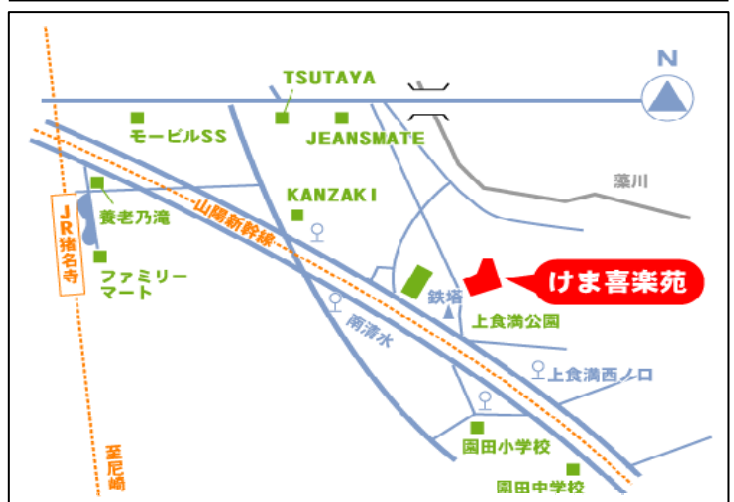 N
TSUTAYA
モービルSS
JEANSMATE
藻川
KANZAKI
養老乃滝
山陽新幹線
JR猪名寺
ファミリー
マート
けま喜楽苑
鉄塔
上食満公園
南清水
上食満西ノ口
園田小学校
至尼崎
園田中学校